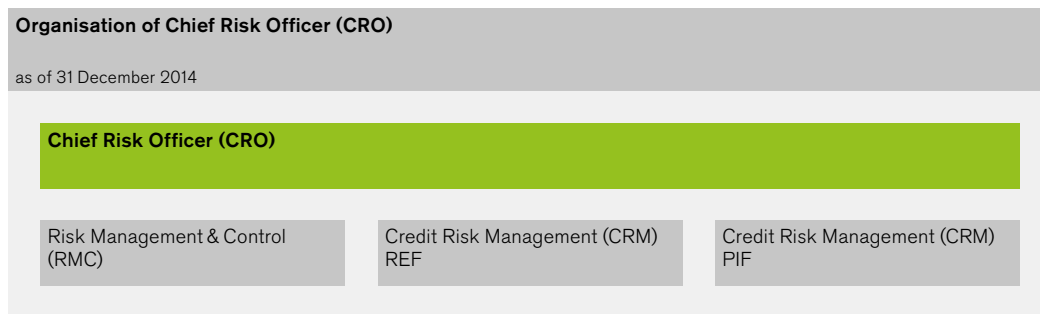 Organisation of Chief Risk Officer (CRO)
as of 31 December 2014
Chief Risk Officer (CRO)
Risk Management & Control
(RMC)
Credit Risk Management (CRM)
REF
Credit Risk Management (CRM)
PIF